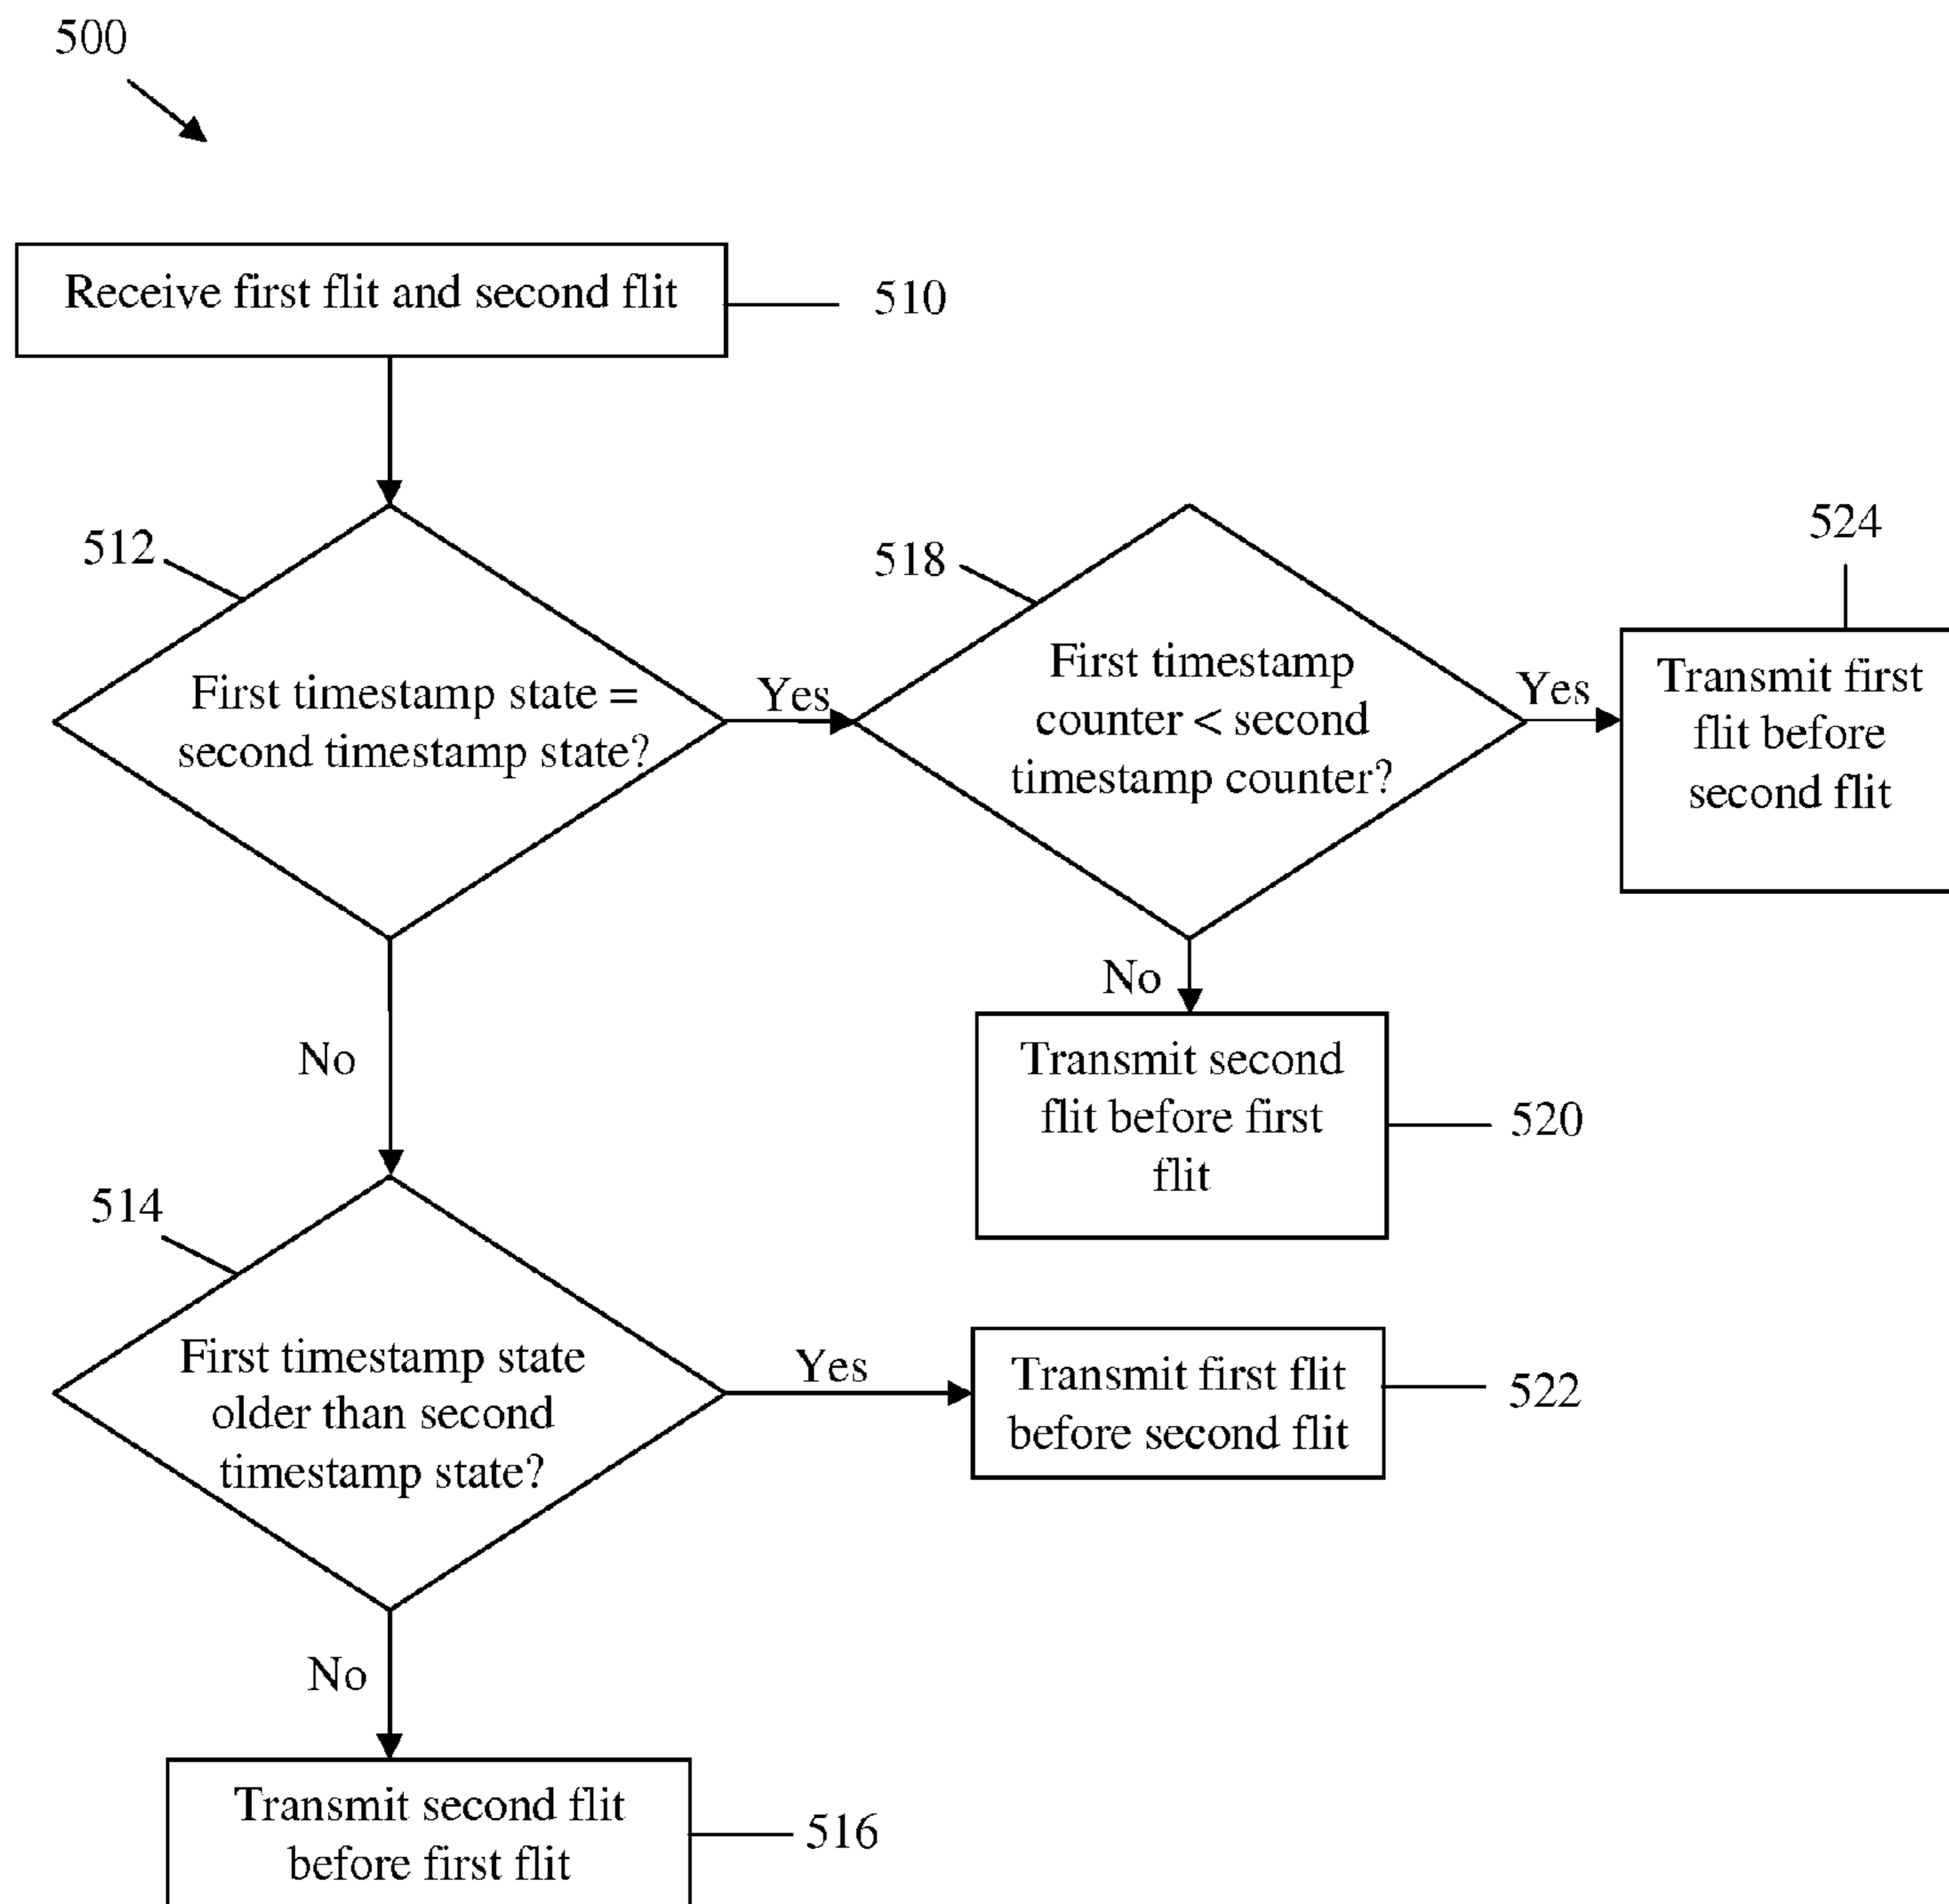 500
Receive first flit and second flit
510
512
First timestamp state =
second timestamp state?
Yes
518
First timestamp
counter < second
timestamp counter?
Yes
524
Transmit first
flit before
second flit
No
Transmit second
flit before first
flit
520
No
514
First timestamp state
older than second
timestamp state?
Yes
Transmit first flit
before second flit
522
No
Transmit second flit
before first flit
516